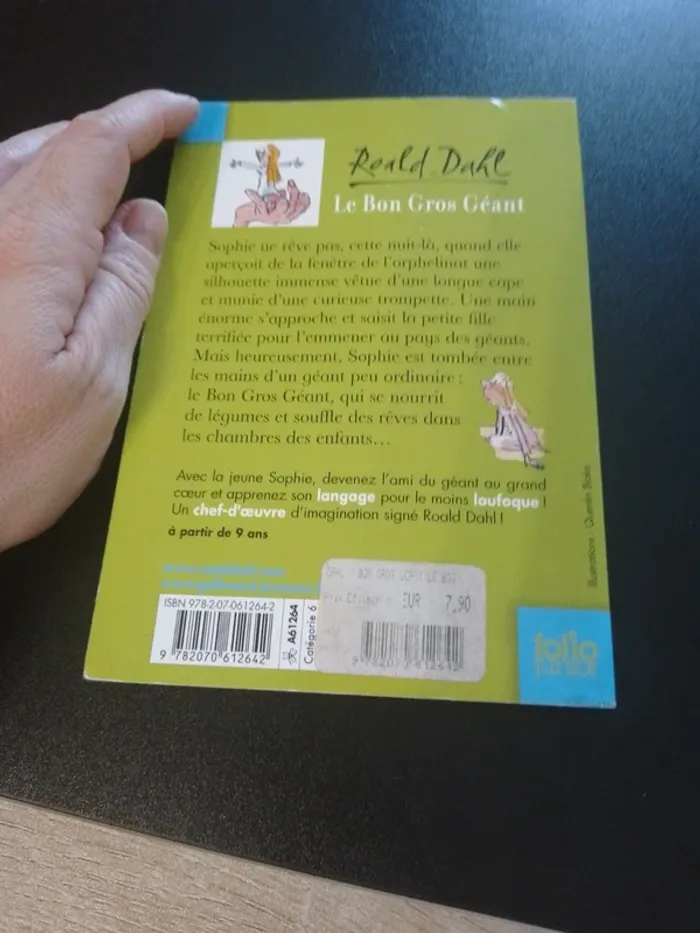 Roald Dahl
Le Bon Gros Géant
Sophie ne rêve pas, cette nuit-là, quand elle
aperçoit de la fenêtre de l'orphelinat une
silhouette immense vêtue d'une longue cape
et munie d'une curieuse trompette. Une main
énorme s'approche et saisit la petite fille
terrifiée pour l'emmener au pays des géants.
Mais heureusement, Sophie est tombée entre
les mains d'un géant peu ordinaire :
le Bon Gros Géant, qui se nourrit
de légumes et souffle des rêves dans
les chambres des enfants…
Avec la jeune Sophie, devenez l'ami du géant au grand
cœur et apprenez son langage pour le moins loufoque !
Un chef-d'œuvre d'imagination signé Roald Dahl !
à partir de 9 ans
Illustrations : Quentin Blake
DAHL BON GROS
EUR 7,90
ISBN 978-2-07-061264-2
9 782070 612642
A61264
Catégorie 6
folio
JUNIOR